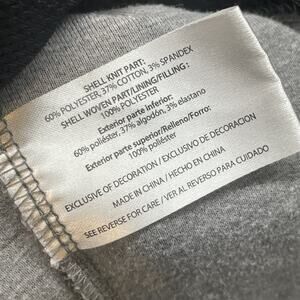 SHELL KNIT PART:
60% POLYESTER, 37% COTTON, 3% SPANDEX
SHELL WOVEN PART/LINING/FILLING:
100% POLYESTER
Exterior parte inferior:
60% poliéster, 37% algodón, 3% elastano
Exterior parte superior/Relleno/Forro:
100% poliéster
EXCLUSIVE OF DECORATION / EXCLUSIVO DE DECORACION
MADE IN CHINA / HECHO EN CHINA
SEE REVERSE FOR CARE / VER AL REVERSO PARA CUIDADO